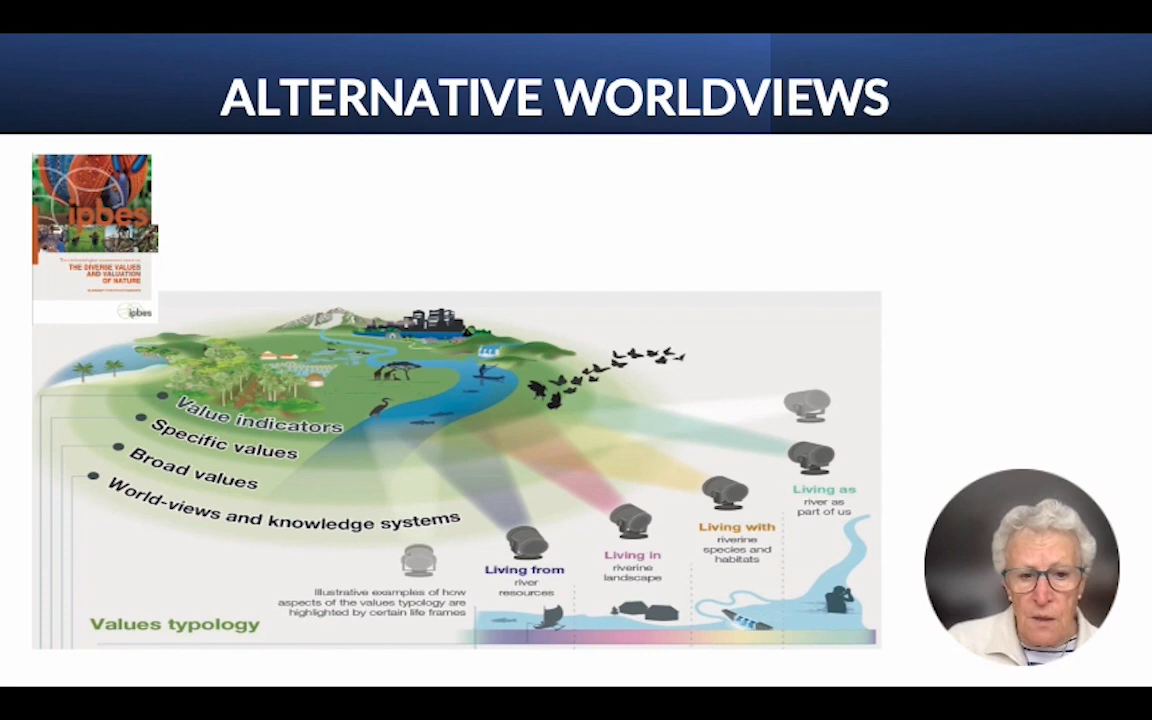 ALTERNATIVE WORLDVIEWS
ipbes
THE DIVERSE VALUES
AND VALUATION
OF NATURE
ipbes
Value indicators
Specific values
Broad values
World-views and knowledge systems
Living as
river as
part of us
Living with
riverine
species and
habitats
Living in
riverine
landscape
Living from
river
resources
Illustrative examples of how
aspects of the values typology are
highlighted by certain life frames
Values typology